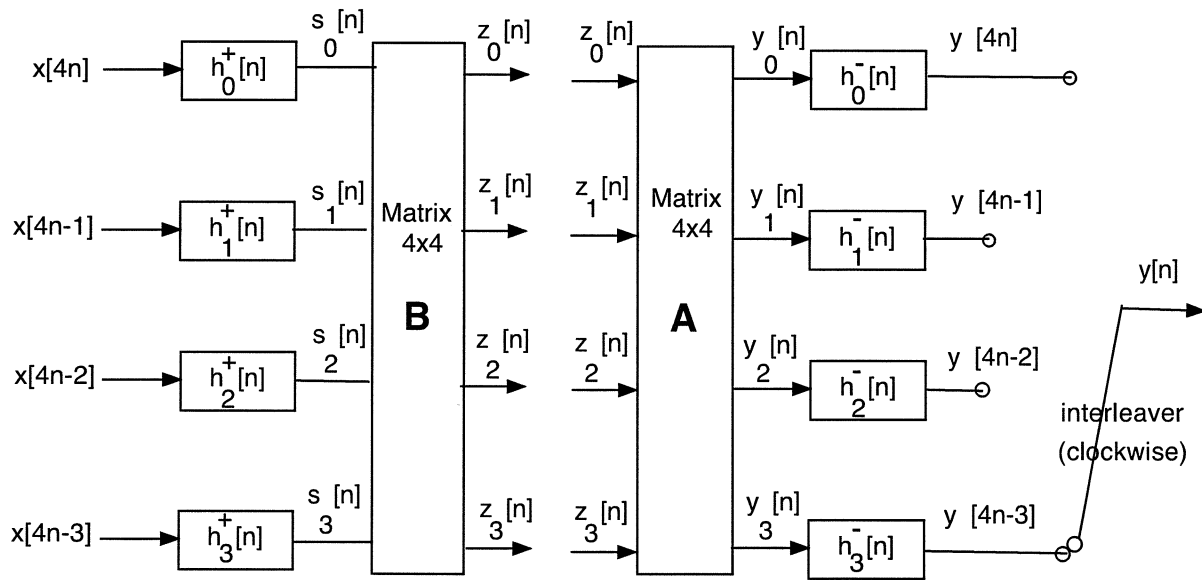 x[4n] h₀⁺[n] s₀[n] z₀[n] z₀[n] y₀[n] h₀⁻[n] y [4n]
x[4n-1] h₁⁺[n] s₁[n] z₁[n] z₁[n] y₁[n] h₁⁻[n] y [4n-1]
Matrix Matrix
4x4 4x4
y[n]
B A
x[4n-2] h₂⁺[n] s₂[n] z₂[n] z₂[n] y₂[n] h₂⁻[n] y [4n-2]
interleaver
(clockwise)
x[4n-3] h₃⁺[n] s₃[n] z₃[n] z₃[n] y₃[n] h₃⁻[n] y [4n-3]